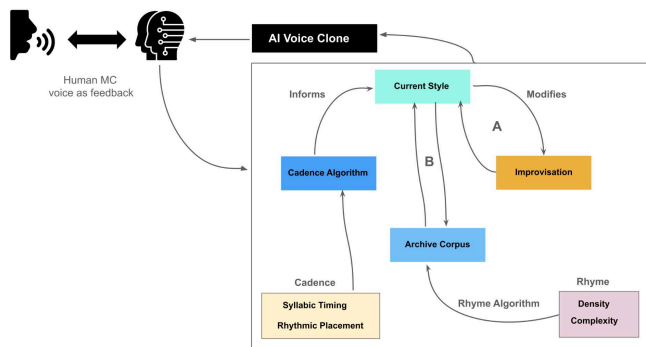 AI Voice Clone
Human MC
voice as feedback
Informs
Current Style
Modifies
A
B
Cadence Algorithm
Improvisation
Archive Corpus
Cadence
Rhyme
Syllabic Timing
Rhythmic Placement
Rhyme Algorithm
Density
Complexity